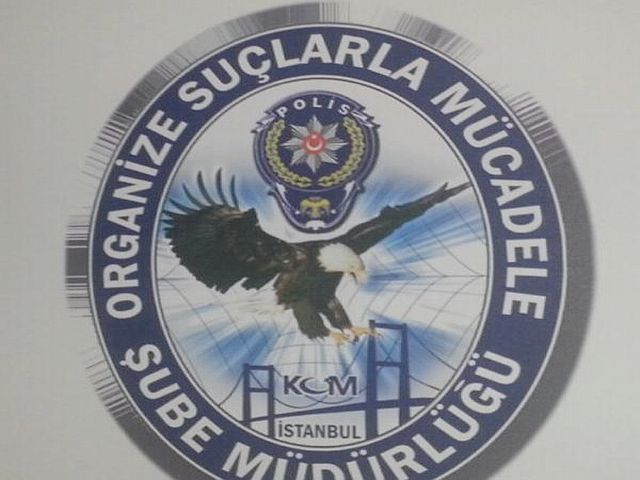 ORGANİZE SUÇLARLA MÜCADELE
ŞUBE MÜDÜRLÜĞÜ
POLİS
KOM
İSTANBUL